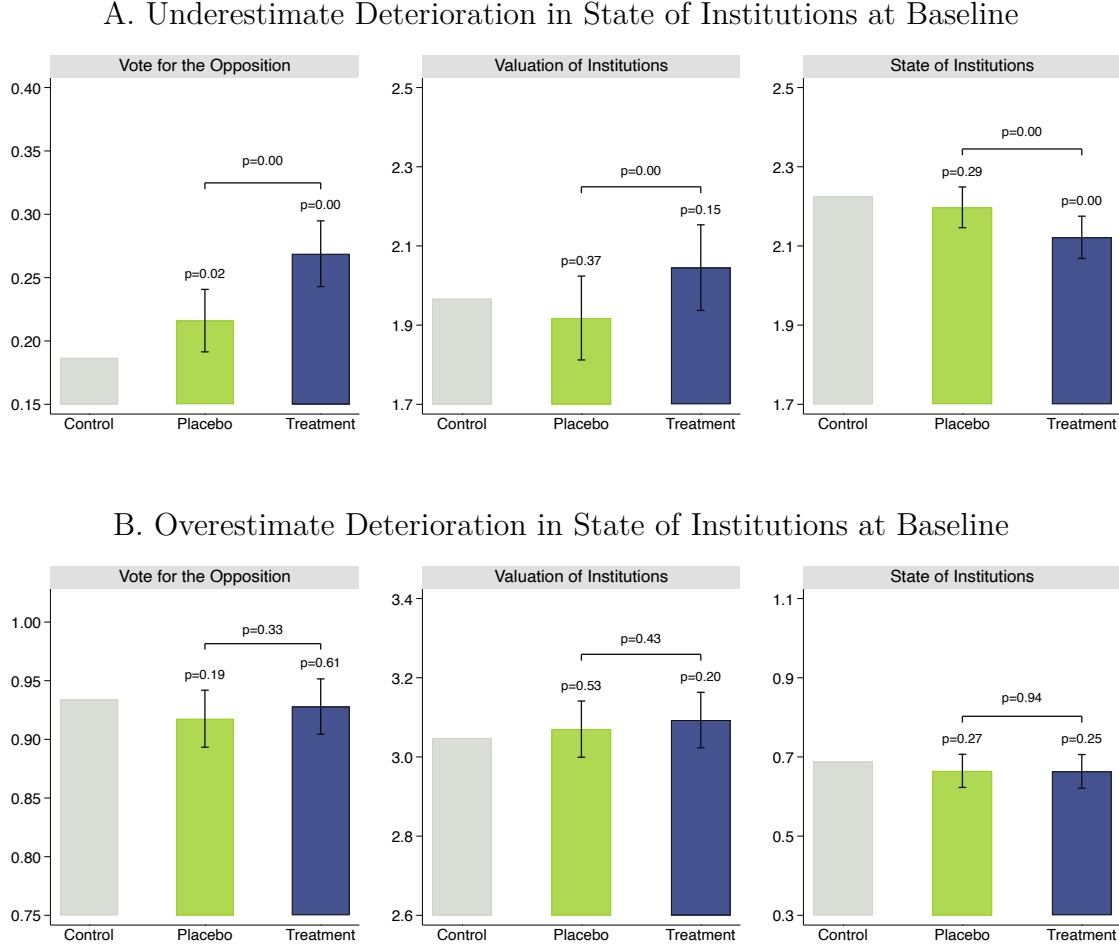 A. Underestimate Deterioration in State of Institutions at Baseline
Vote for the Opposition
0.40
0.35
0.30
0.25
0.20
0.15
p=0.00
p=0.02
p=0.00
Control Placebo Treatment
Valuation of Institutions
2.5
2.3
2.1
1.9
1.7
p=0.00
p=0.37
p=0.15
Control Placebo Treatment
State of Institutions
2.5
2.3
2.1
1.9
1.7
p=0.00
p=0.29
p=0.00
Control Placebo Treatment
B. Overestimate Deterioration in State of Institutions at Baseline
Vote for the Opposition
1.00
0.95
0.90
0.85
0.80
0.75
p=0.33
p=0.19
p=0.61
Control Placebo Treatment
Valuation of Institutions
3.4
3.2
3.0
2.8
2.6
p=0.43
p=0.53
p=0.20
Control Placebo Treatment
State of Institutions
1.1
0.9
0.7
0.5
0.3
p=0.94
p=0.27
p=0.25
Control Placebo Treatment